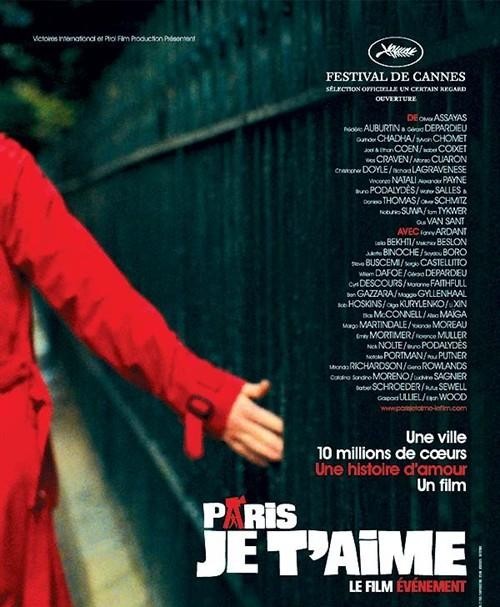 Victoires International et Pirol Film Production Présentent
FESTIVAL DE CANNES
SÉLECTION OFFICIELLE UN CERTAIN REGARD
OUVERTURE
DE Olivier ASSAYAS
Frédéric AUBURTIN & Gérard DEPARDIEU
Gurinder CHADHA / Sylvain CHOMET
Joel & Ethan COEN / Isabel COIXET
Wes CRAVEN / Alfonso CUARON
Christopher DOYLE / Richard LAGRAVENESE
Vincenzo NATALI Alexander PAYNE
Bruno PODALYDÈS / Walter SALLES &
Daniela THOMAS / Oliver SCHMITZ
Nobuhiro SUWA / Tom TYKWER
Gus VAN SANT
AVEC Fanny ARDANT
Leïla BEKHTI / Melchior BESLON
Juliette BINOCHE / Seydou BORO
Steve BUSCEMI / Sergio CASTELLITTO
Willem DAFOE / Gérard DEPARDIEU
Cyril DESCOURS / Marianne FAITHFULL
Ben GAZZARA / Maggie GYLLENHAAL
Bob HOSKINS / Olga KURYLENKO / Li XIN
Elias McCONNELL / Aïssa MAÏGA
Margo MARTINDALE / Yolande MOREAU
Emily MORTIMER / Florence MULLER
Nick NOLTE / Bruno PODALYDÈS
Natalie PORTMAN / Paul PUTNER
Miranda RICHARDSON / Gena ROWLANDS
Catalina Sandino MORENO / Ludivine SAGNIER
Barbet SCHROEDER / Rufus SEWELL
Gaspard ULLIEL / Elijah WOOD
www.parisjetaime-lefilm.com
Une ville
10 millions de cœurs
Une histoire d'amour
Un film
PARIS
JE T'AIME
LE FILM ÉVÉNEMENT